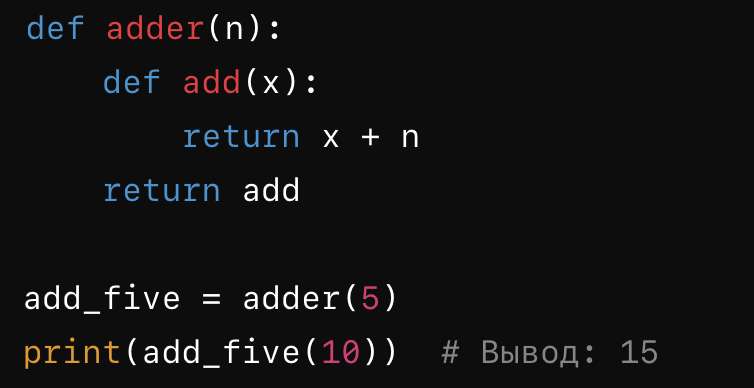 def adder(n):
    def add(x):
        return x + n
    return add
add_five = adder(5)
print(add_five(10))  # Вывод: 15